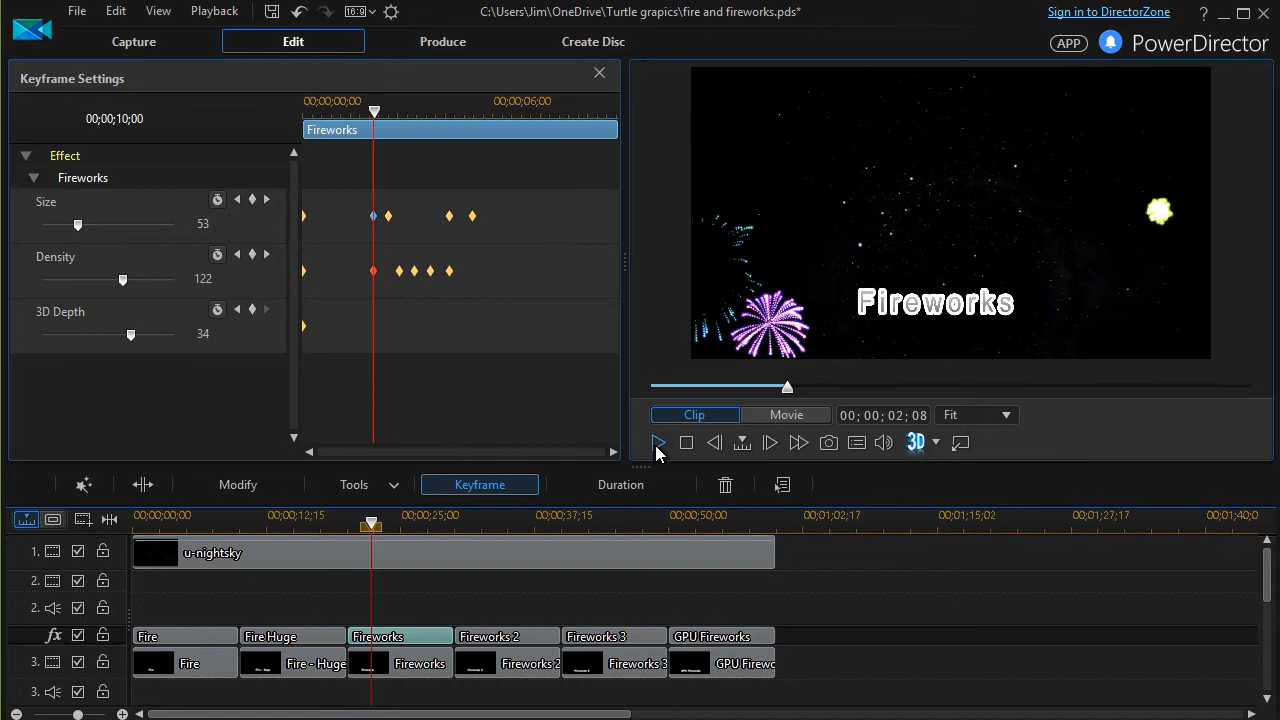 File Edit View Playback 16:9 C:\Users\Jim\OneDrive\Turtle grapics\fire and fireworks.pds* Sign in to DirectorZone ?
Capture Edit Produce Create Disc APP PowerDirector
Keyframe Settings
00;00;00;00 00;00;06;00
00;00;10;00
Fireworks
Effect
Fireworks
Size
53
Density
122
3D Depth
34
Fireworks
Clip Movie 00; 00; 02; 08 Fit
3D
Modify Tools Keyframe Duration
00;00;00;00 00;00;12;15 00;00;25;00 00;00;37;15 00;00;50;00 00;01;02;17 00;01;15;02 00;01;27;17 00;01;40;0
1. u-nightsky
2.
2.
fx Fire Fire Huge Fireworks Fireworks 2 Fireworks 3 GPU Fireworks
3. Fire Fire - Huge Fireworks Fireworks 2 Fireworks 3 GPU Firewo
3.